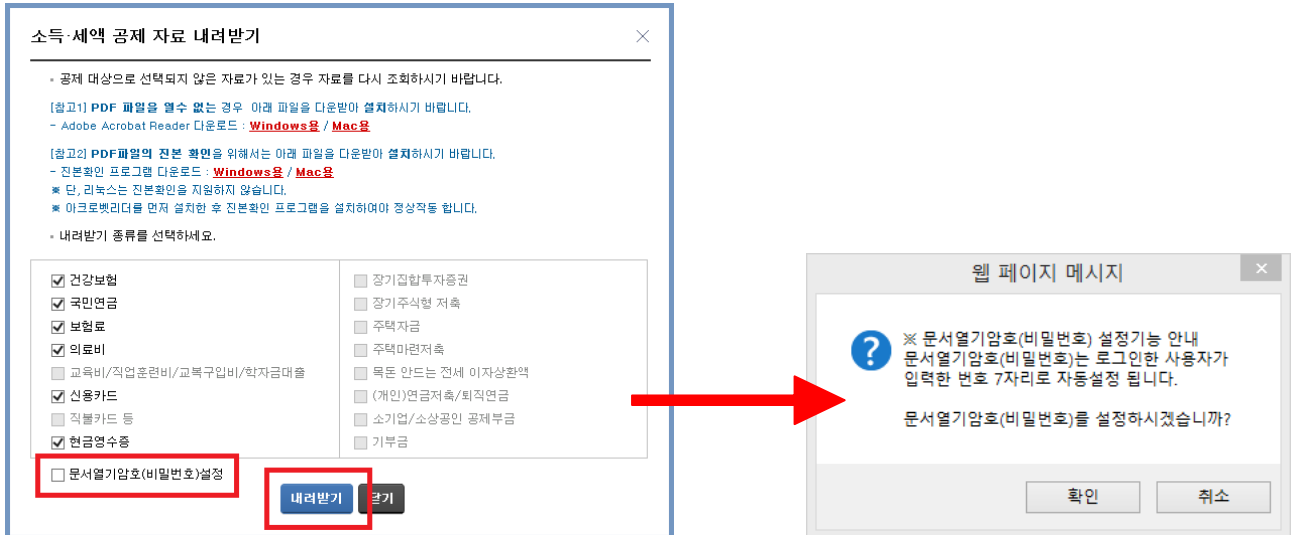 소득·세액 공제 자료 내려받기
• 공제 대상으로 선택되지 않은 자료가 있는 경우 자료를 다시 조회하시기 바랍니다.
[참고1] PDF 파일을 열수 없는 경우 아래 파일을 다운받아 설치하시기 바랍니다.
- Adobe Acrobat Reader 다운로드 : Windows용 / Mac용
[참고2] PDF파일의 진본 확인을 위해서는 아래 파일을 다운받아 설치하시기 바랍니다.
- 진본확인 프로그램 다운로드 : Windows용 / Mac용
※ 단, 리눅스는 진본확인을 지원하지 않습니다.
※ 아크로벳리더를 먼저 설치한 후 진본확인 프로그램을 설치하여야 정상작동 합니다.
• 내려받기 종류를 선택하세요.
건강보험
국민연금
보험료
의료비
교육비/직업훈련비/교복구입비/학자금대출
신용카드
직불카드 등
현금영수증
장기집합투자증권
장기주식형 저축
주택자금
주택마련저축
목돈 안드는 전세 이자상환액
(개인)연금저축/퇴직연금
소기업/소상공인 공제부금
기부금
문서열기암호(비밀번호)설정
내려받기
닫기
웹 페이지 메시지
※ 문서열기암호(비밀번호) 설정기능 안내
문서열기암호(비밀번호)는 로그인한 사용자가
입력한 번호 7자리로 자동설정 됩니다.
문서열기암호(비밀번호)를 설정하시겠습니까?
확인
취소